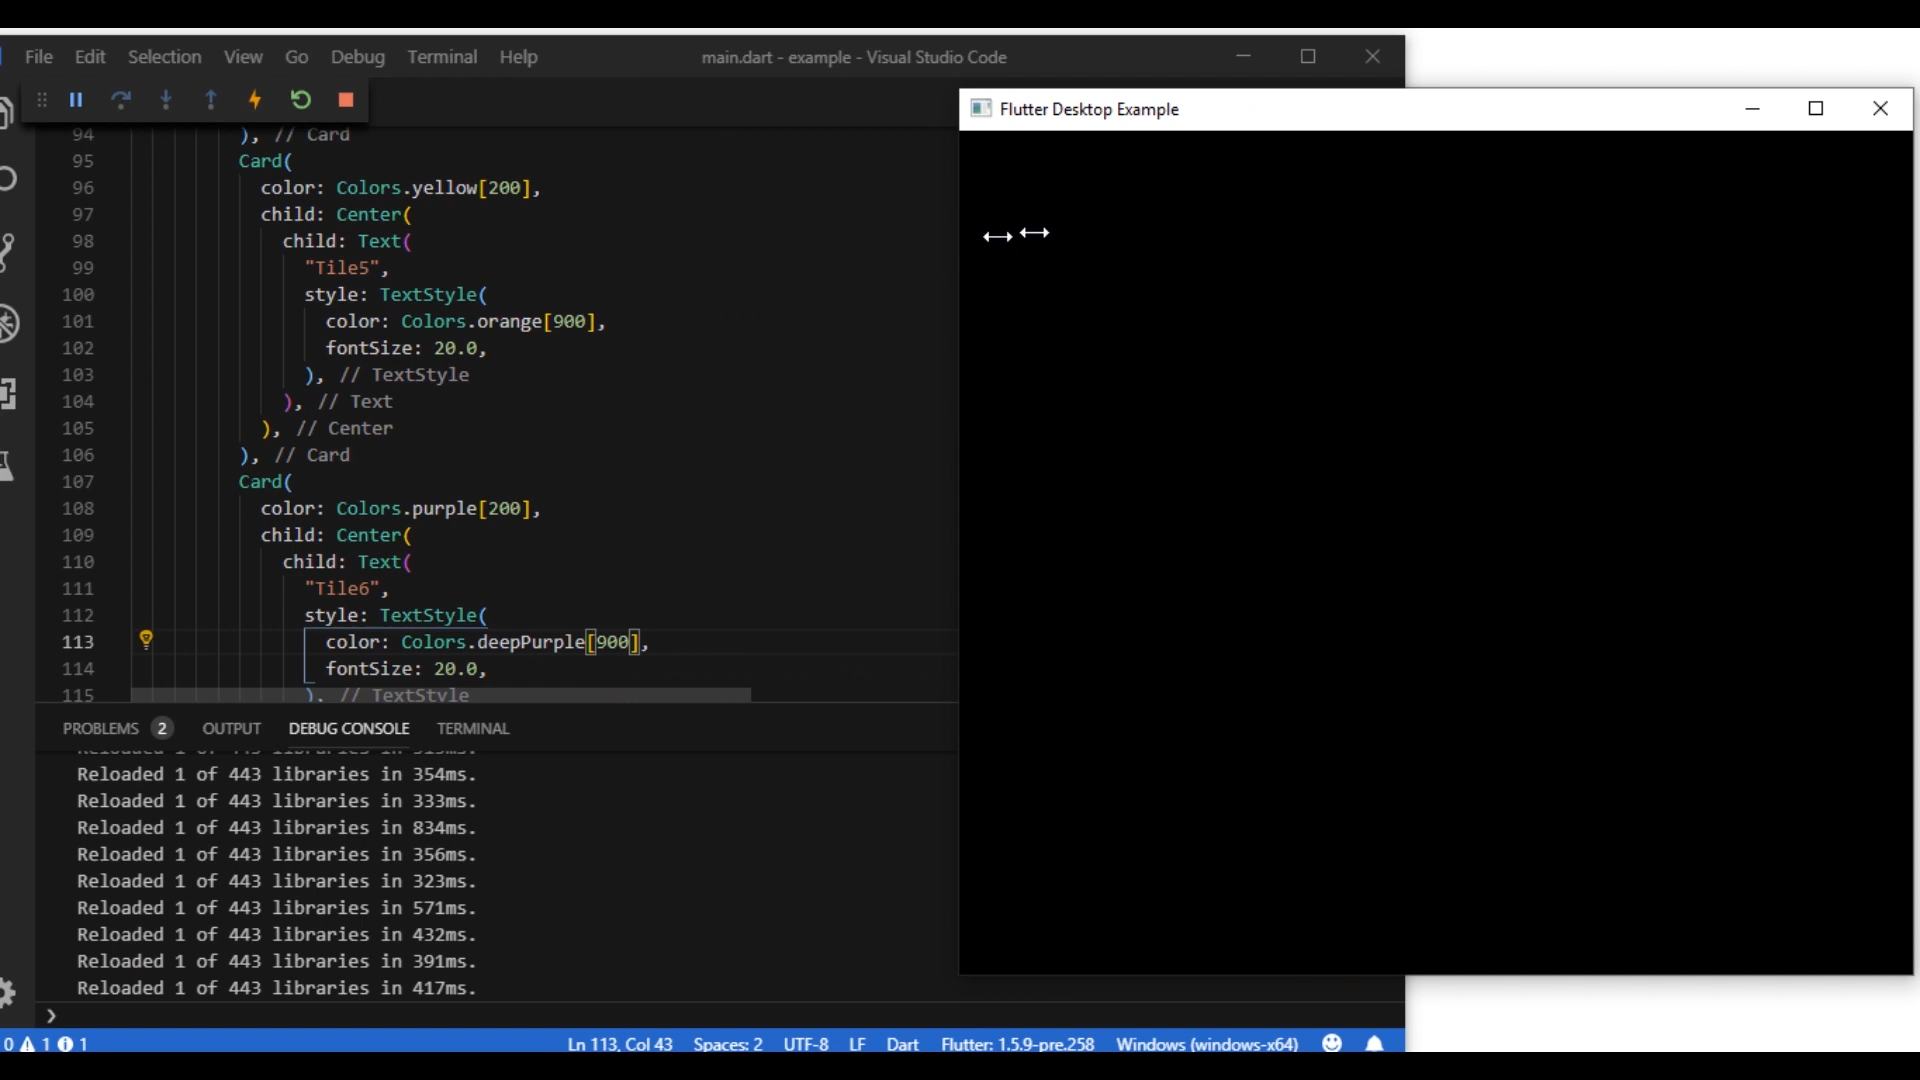 File Edit Selection View Go Debug Terminal Help main.dart - example - Visual Studio Code
Flutter Desktop Example
94 ), // Card
95 Card(
96 color: Colors.yellow[200],
97 child: Center(
98 child: Text(
99 "Tile5",
100 style: TextStyle(
101 color: Colors.orange[900],
102 fontSize: 20.0,
103 ), // TextStyle
104 ), // Text
105 ), // Center
106 ), // Card
107 Card(
108 color: Colors.purple[200],
109 child: Center(
110 child: Text(
111 "Tile6",
112 style: TextStyle(
113 color: Colors.deepPurple[900],
114 fontSize: 20.0,
115 ), // TextStyle
PROBLEMS 2 OUTPUT DEBUG CONSOLE TERMINAL
Reloaded 1 of 443 libraries in 354ms.
Reloaded 1 of 443 libraries in 333ms.
Reloaded 1 of 443 libraries in 834ms.
Reloaded 1 of 443 libraries in 356ms.
Reloaded 1 of 443 libraries in 323ms.
Reloaded 1 of 443 libraries in 571ms.
Reloaded 1 of 443 libraries in 432ms.
Reloaded 1 of 443 libraries in 391ms.
Reloaded 1 of 443 libraries in 417ms.
0 1 1 Ln 113, Col 43 Spaces: 2 UTF-8 LF Dart Flutter: 1.5.9-pre.258 Windows (windows-x64)